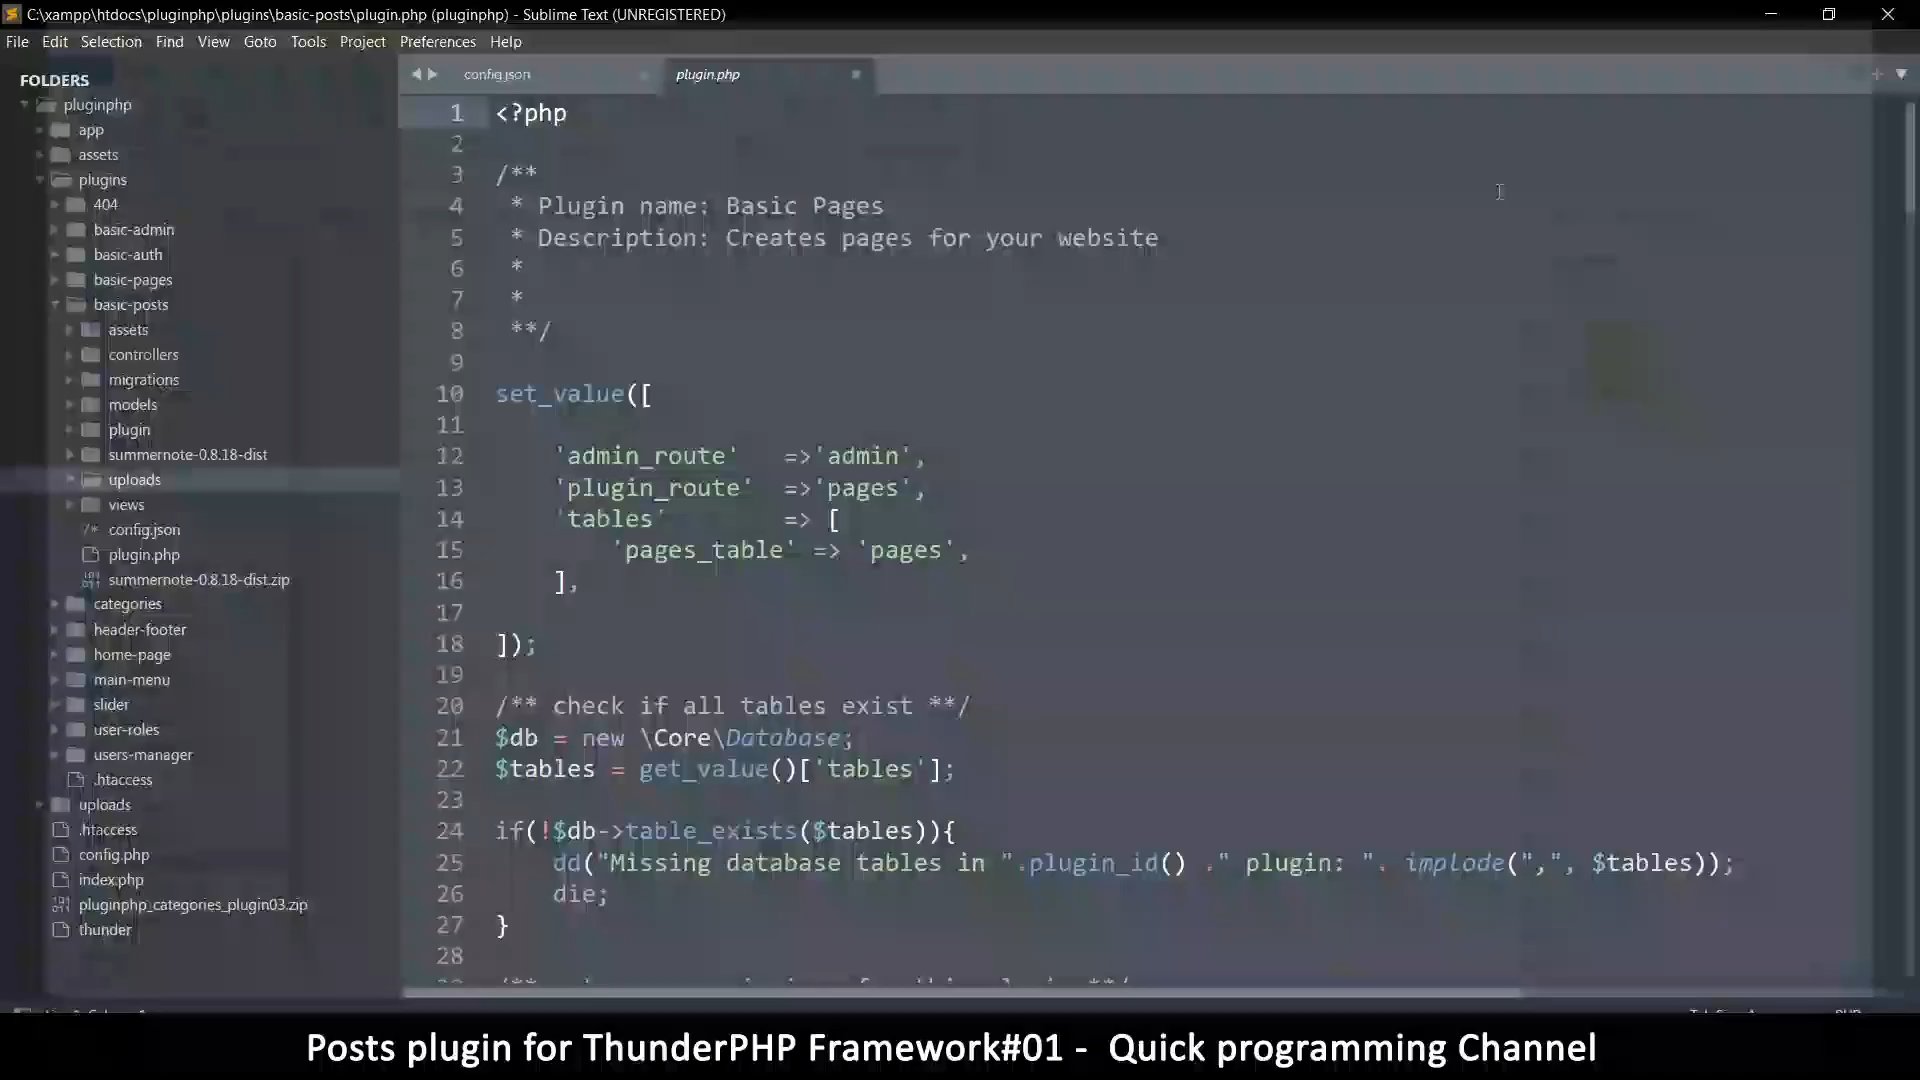 C:\xampp\htdocs\pluginphp\plugins\basic-posts\plugin.php (pluginphp) - Sublime Text (UNREGISTERED)
File Edit Selection Find View Goto Tools Project Preferences Help
FOLDERS
pluginphp
app
assets
plugins
404
basic-admin
basic-auth
basic-pages
basic-posts
assets
controllers
migrations
models
plugin
summernote-0.8.18-dist
uploads
views
/* config.json
plugin.php
summernote-0.8.18-dist.zip
categories
header-footer
home-page
main-menu
slider
user-roles
users-manager
.htaccess
uploads
.htaccess
config.php
index.php
pluginphp_categories_plugin03.zip
thunder
config.json
plugin.php
1 <?php
2
3 /**
4 * Plugin name: Basic Pages
5 * Description: Creates pages for your website
6 *
7 *
8 **/
9
10 set_value([
11
12 'admin_route' =>'admin',
13 'plugin_route' =>'pages',
14 'tables' => [
15 'pages_table' => 'pages',
16 ],
17
18 ]);
19
20 /** check if all tables exist **/
21 $db = new \Core\Database;
22 $tables = get_value()['tables'];
23
24 if(!$db->table_exists($tables)){
25 dd("Missing database tables in ".plugin_id() ." plugin: ". implode(",", $tables));
26 die;
27 }
28
Posts plugin for ThunderPHP Framework#01 - Quick programming Channel